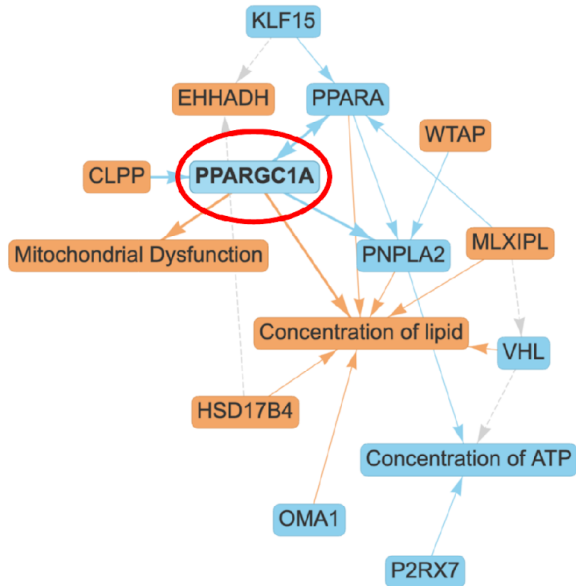 KLF15
EHHADH
PPARA
WTAP
CLPP
PPARGC1A
Mitochondrial Dysfunction
PNPLA2
MLXIPL
Concentration of lipid
VHL
HSD17B4
Concentration of ATP
OMA1
P2RX7